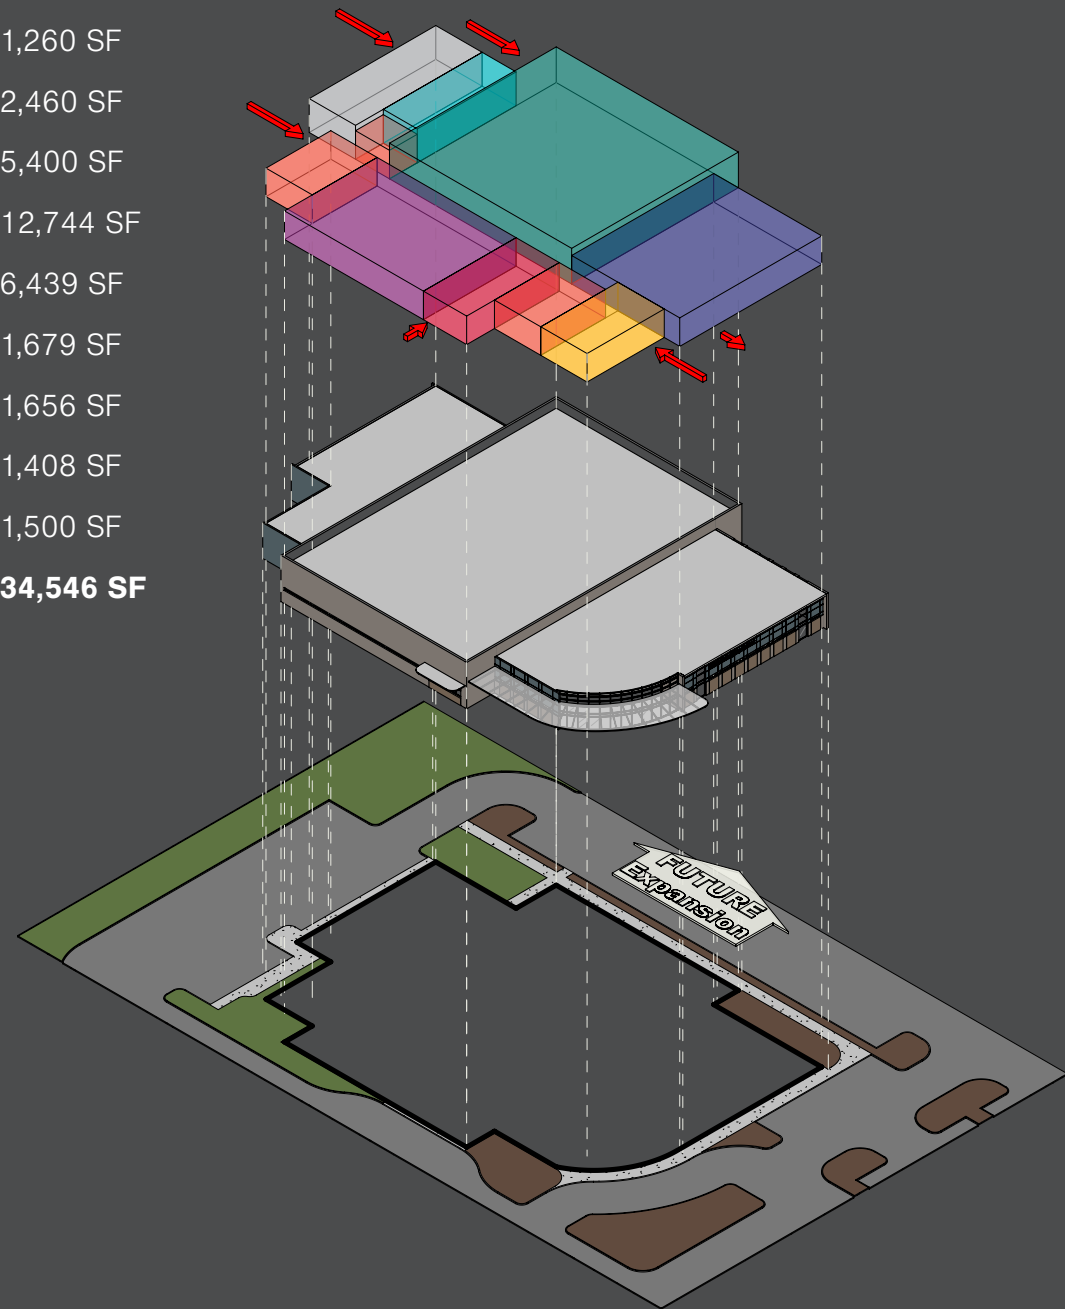 1,260 SF
2,460 SF
5,400 SF
12,744 SF
6,439 SF
1,679 SF
1,656 SF
1,408 SF
1,500 SF
34,546 SF
FUTURE
Expansion